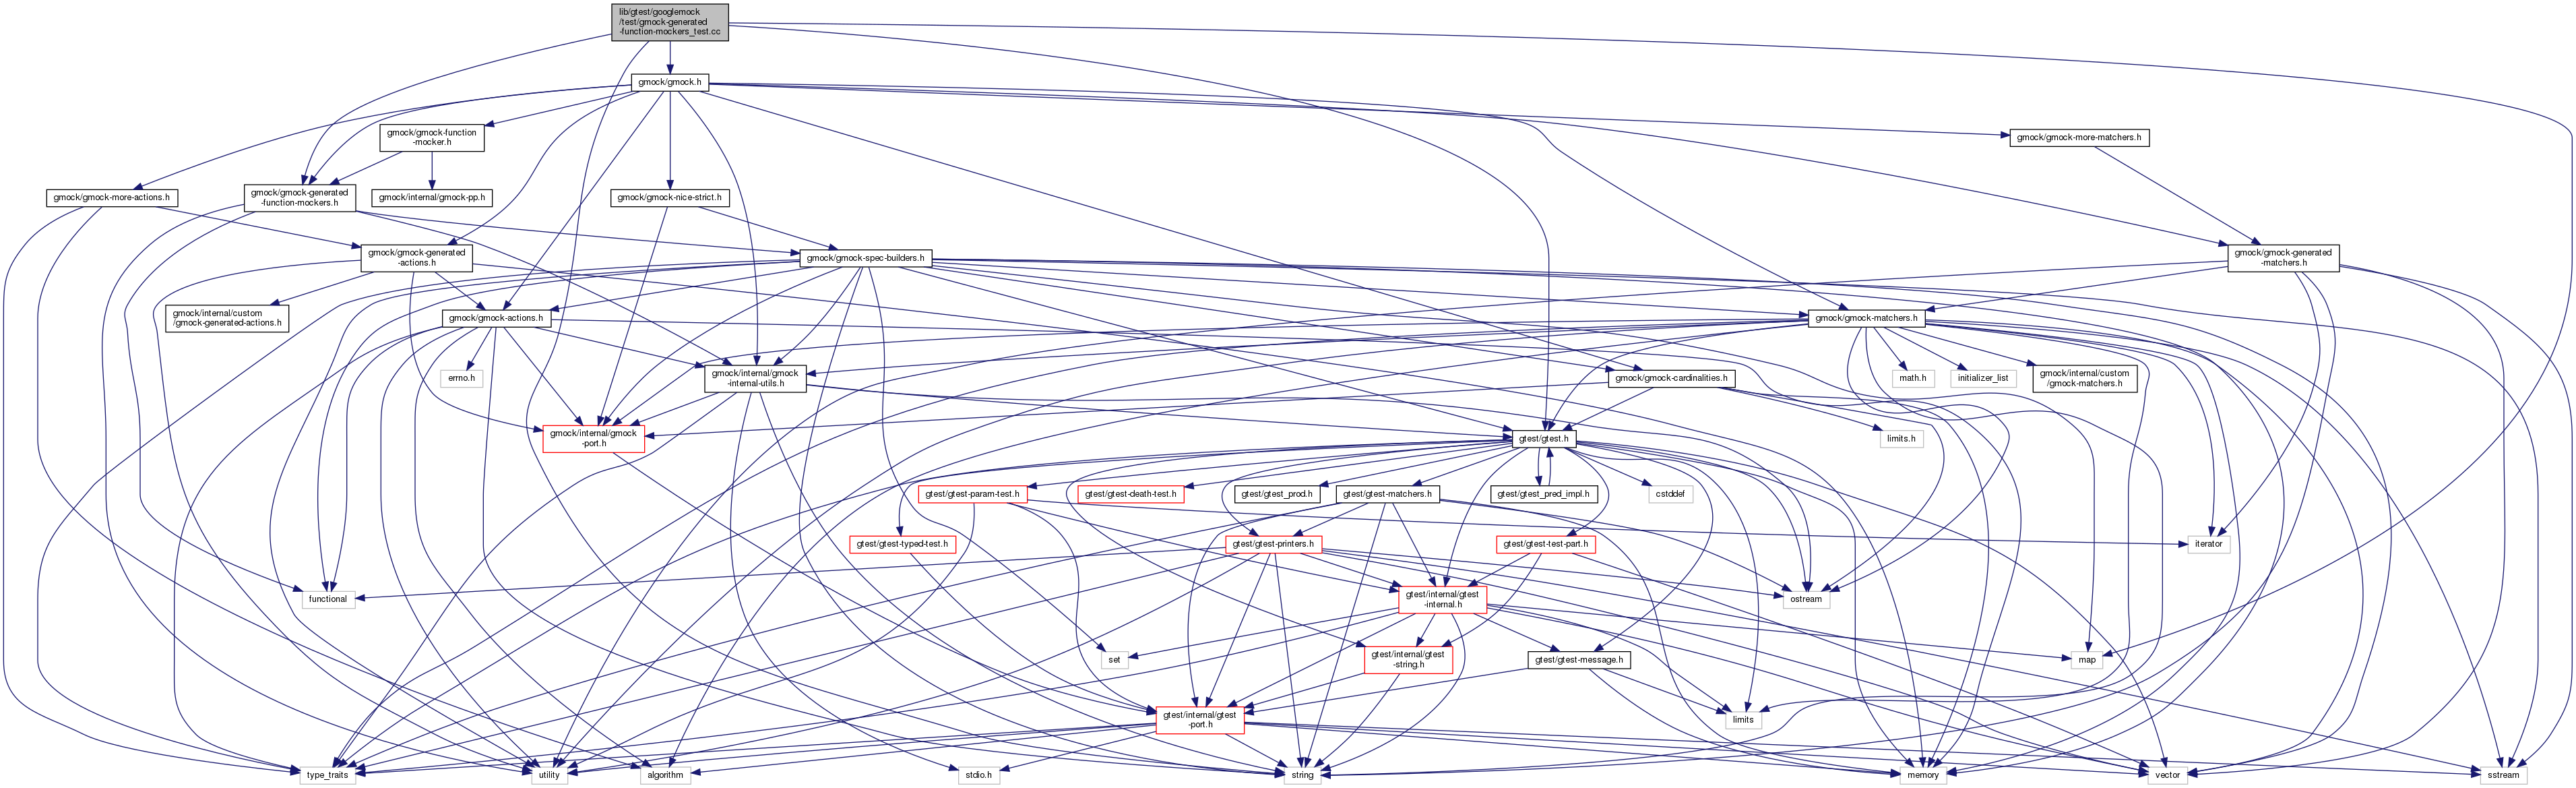 lib/gtest/googlemock
/test/gmock-generated
-function-mockers_test.cc
gmock/gmock.h
gmock/gmock-function
-mocker.h
gmock/gmock-more-matchers.h
gmock/gmock-more-actions.h
gmock/gmock-generated
-function-mockers.h
gmock/internal/gmock-pp.h
gmock/gmock-nice-strict.h
gmock/gmock-generated
-actions.h
gmock/gmock-spec-builders.h
gmock/gmock-generated
-matchers.h
gmock/internal/custom
/gmock-generated-actions.h
gmock/gmock-actions.h
gmock/gmock-matchers.h
errno.h
gmock/internal/gmock
-internal-utils.h
gmock/gmock-cardinalities.h
math.h
initializer_list
gmock/internal/custom
/gmock-matchers.h
gmock/internal/gmock
-port.h
gtest/gtest.h
limits.h
gtest/gtest-param-test.h
gtest/gtest-death-test.h
gtest/gtest_prod.h
gtest/gtest-matchers.h
gtest/gtest_pred_impl.h
cstddef
gtest/gtest-typed-test.h
gtest/gtest-printers.h
gtest/gtest-test-part.h
iterator
functional
gtest/internal/gtest
-internal.h
ostream
set
gtest/internal/gtest
-string.h
gtest/gtest-message.h
map
gtest/internal/gtest
-port.h
limits
type_traits
utility
algorithm
stdio.h
string
memory
vector
sstream